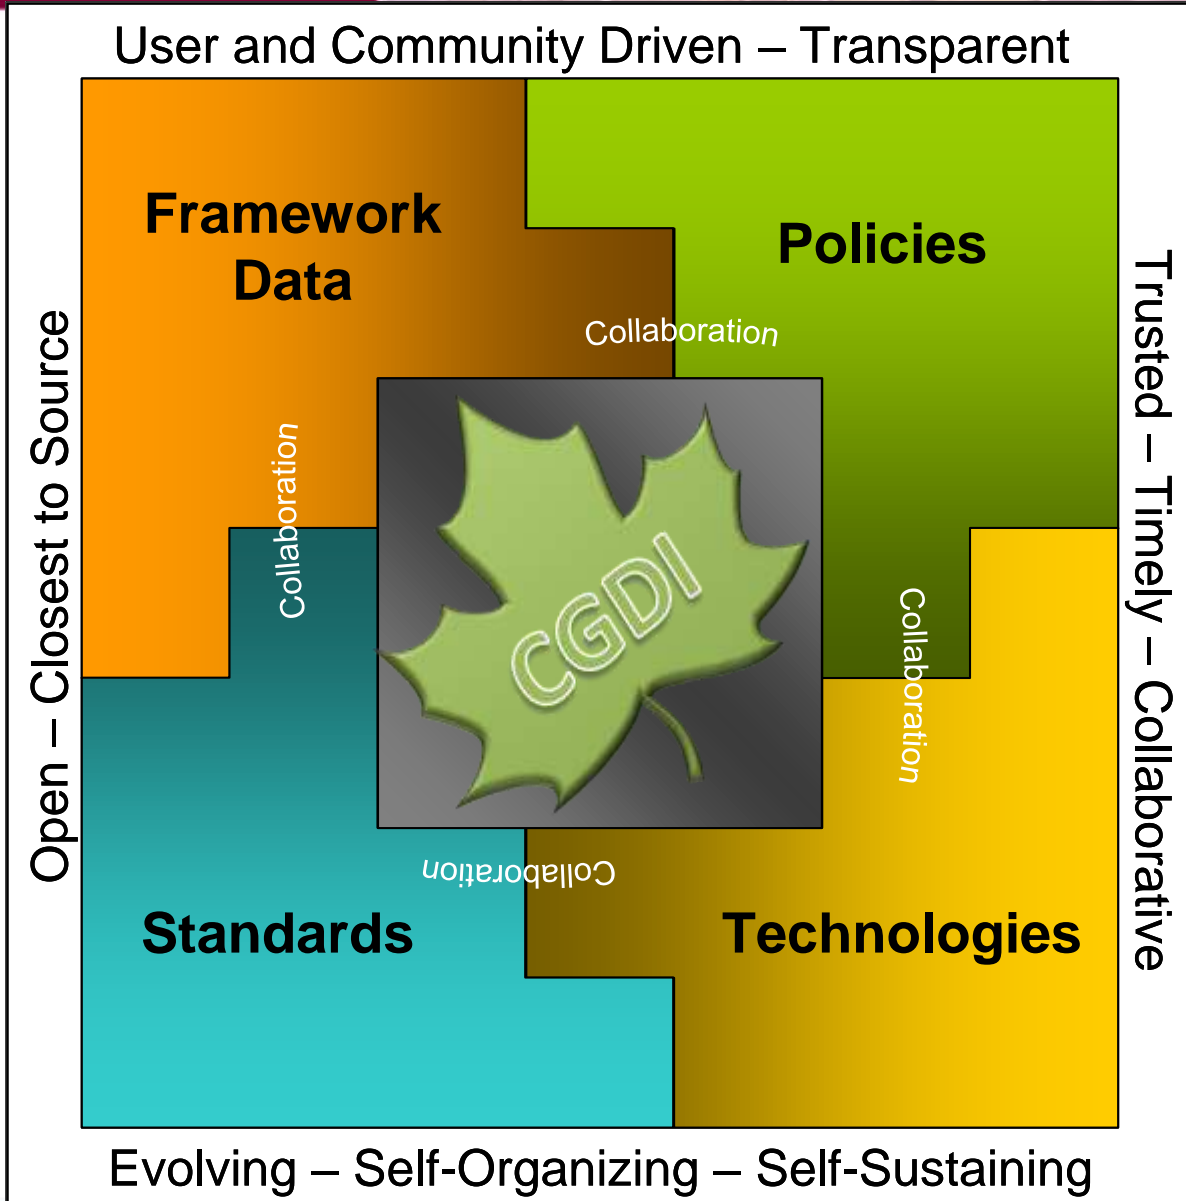 User and Community Driven – Transparent
Framework
Data
Policies
Collaboration
Open – Closest to Source
Collaboration
CGDI
Trusted – Timely – Collaborative
Collaboration
Collaboration
Standards
Technologies
Evolving – Self-Organizing – Self-Sustaining